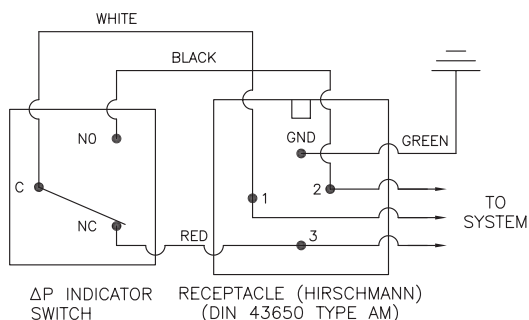 WHITE
BLACK
NO
GND
GREEN
C
1
2
TO
SYSTEM
NC
RED
3
ΔP INDICATOR
SWITCH
RECEPTACLE (HIRSCHMANN)
(DIN 43650 TYPE AM)